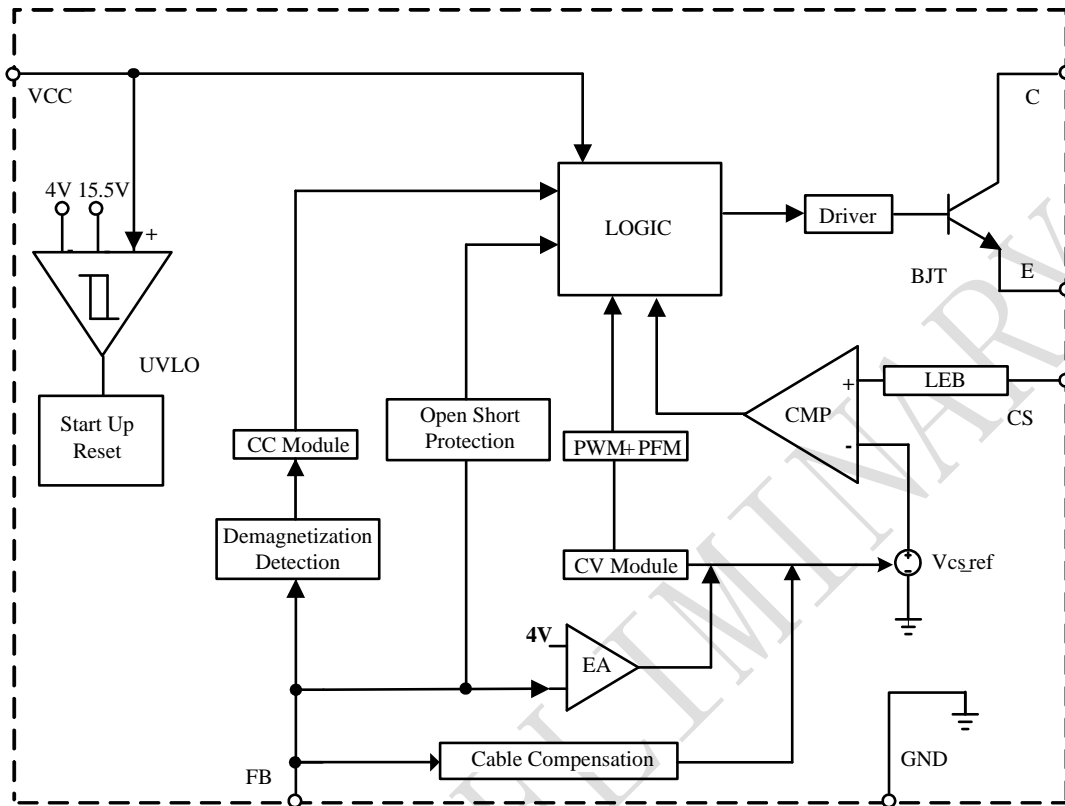 VCC
C
4V 15.5V
+
- -
LOGIC
Driver
BJT
E
UVLO
Start Up
Reset
CC Module
Open Short
Protection
PWM+PFM
CMP
+
-
LEB
CS
Demagnetization
Detection
CV Module
+
-
Vcs_ref
4V
EA
Cable Compensation
FB
GND
ELIMINARY